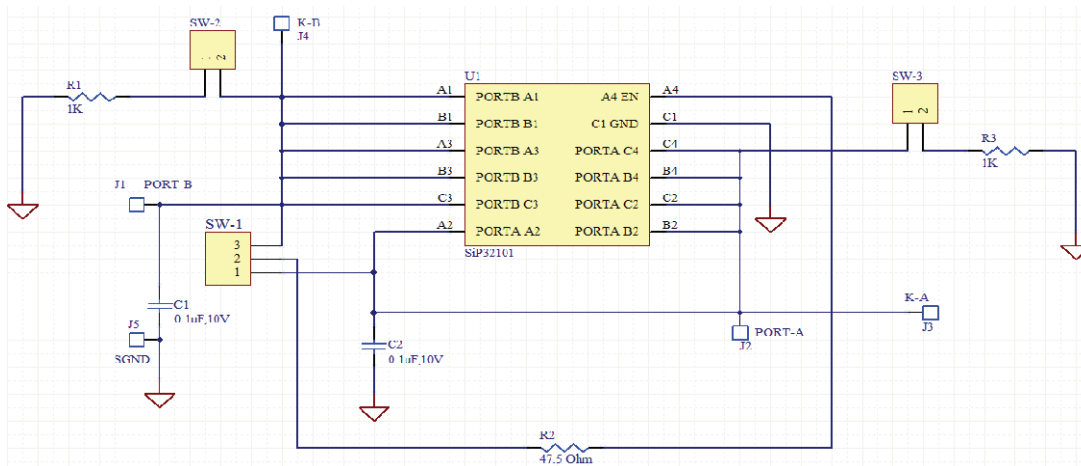 SW-2
2
K-B
J4
R1
1K
U1
A1
PORTB A1
A4 EN
A4
B1
PORTB B1
C1 GND
C1
A3
PORTB A3
PORTA C4
C4
B3
PORTB B3
PORTA B4
B4
C3
PORTB C3
PORTA C2
C2
A2
PORTA A2
PORTA B2
B2
SiP32101
SW-3
1
2
R3
1K
J1
PORT B
SW-1
3
2
1
C1
0.1uF,10V
J5
SGND
C2
0.1uF,10V
K-A
J3
PORT-A
J2
R2
47.5 Ohm